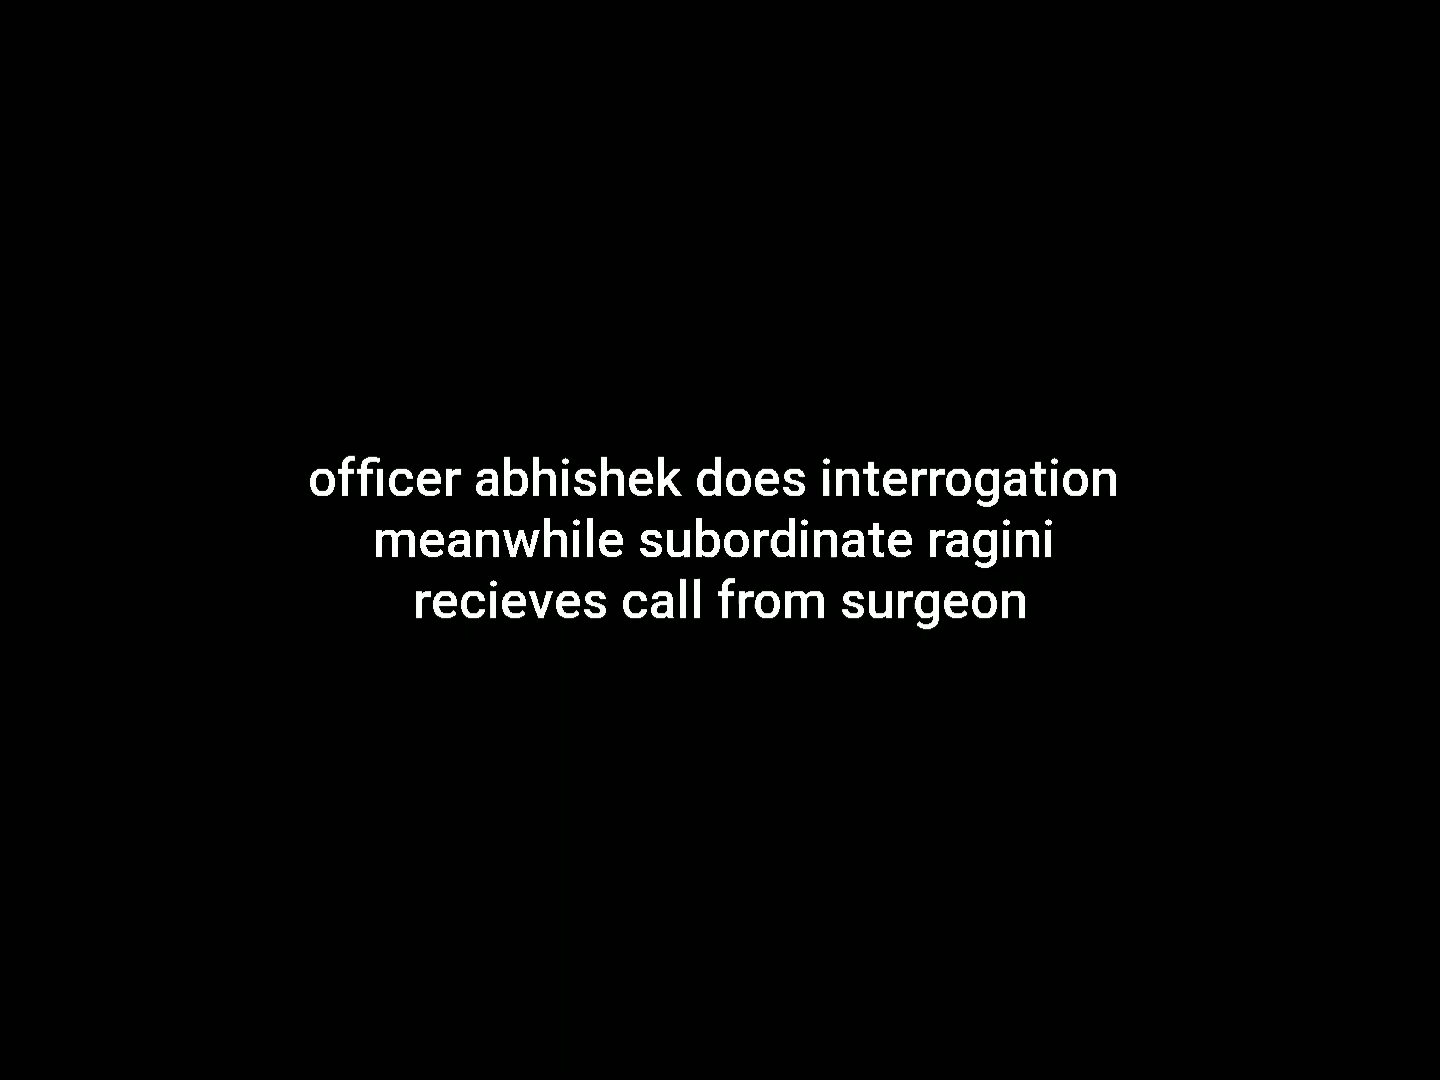 officer abhishek does interrogation
meanwhile subordinate ragini
recieves call from surgeon